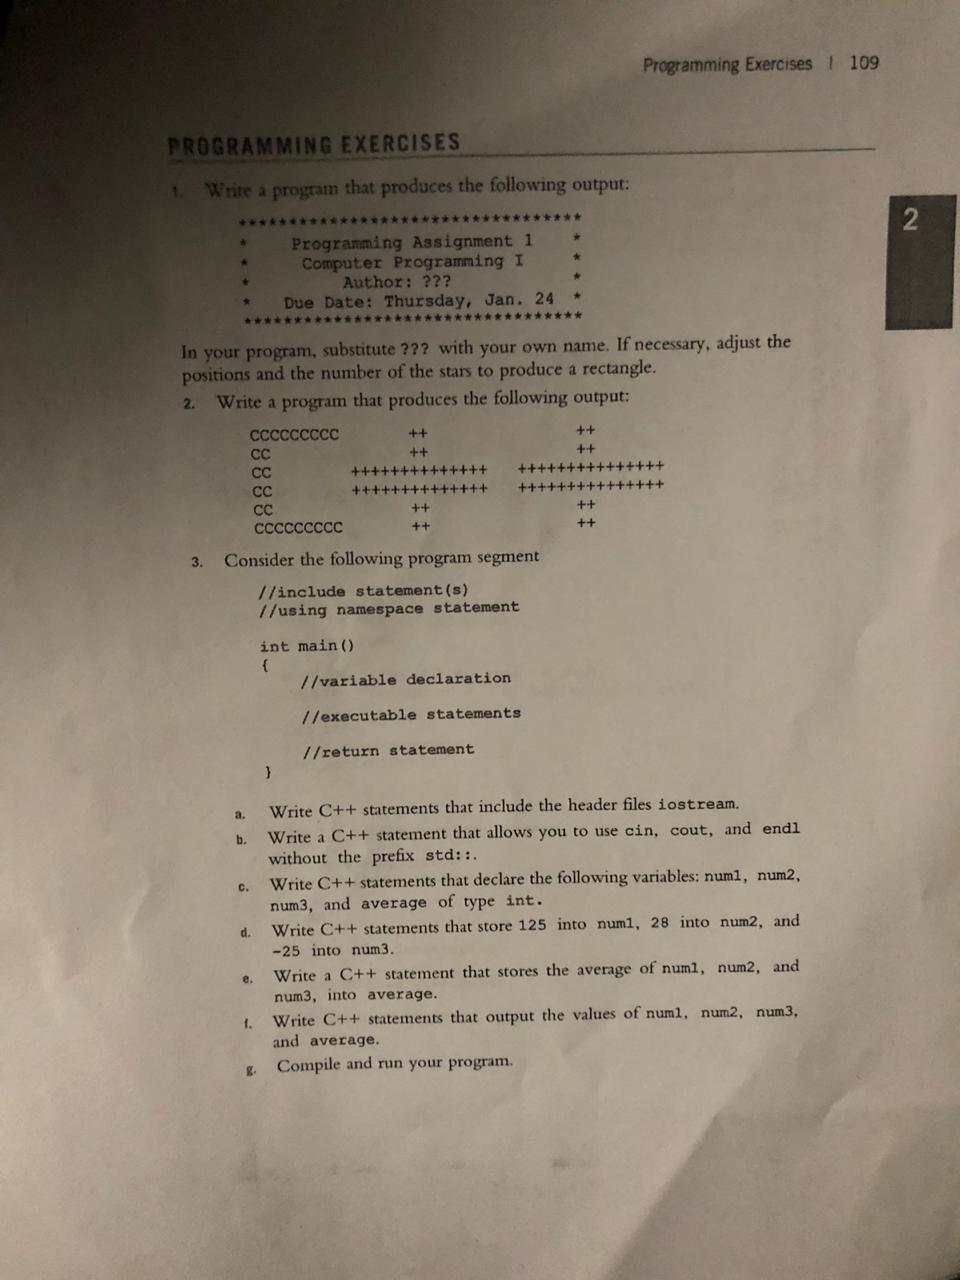 Programming Exercises | 109
PROGRAMMING EXERCISES
2
1. Write a program that produces the following output:
**********************************
* Programming Assignment 1 *
* Computer Programming I *
* Author: ??? *
* Due Date: Thursday, Jan. 24 *
**********************************
In your program, substitute ??? with your own name. If necessary, adjust the
positions and the number of the stars to produce a rectangle.
2. Write a program that produces the following output:
CCCCCCCCC ++ ++
CC ++ ++
CC ++++++++++++++ +++++++++++++++
CC ++++++++++++++ +++++++++++++++
CC ++ ++
CCCCCCCCC ++ ++
3. Consider the following program segment
//include statement(s)
//using namespace statement
int main()
{
//variable declaration
//executable statements
//return statement
}
a. Write C++ statements that include the header files iostream.
b. Write a C++ statement that allows you to use cin, cout, and endl
without the prefix std::.
c. Write C++ statements that declare the following variables: num1, num2,
num3, and average of type int.
d. Write C++ statements that store 125 into num1, 28 into num2, and
-25 into num3.
e. Write a C++ statement that stores the average of num1, num2, and
num3, into average.
f. Write C++ statements that output the values of num1, num2, num3,
and average.
g. Compile and run your program.